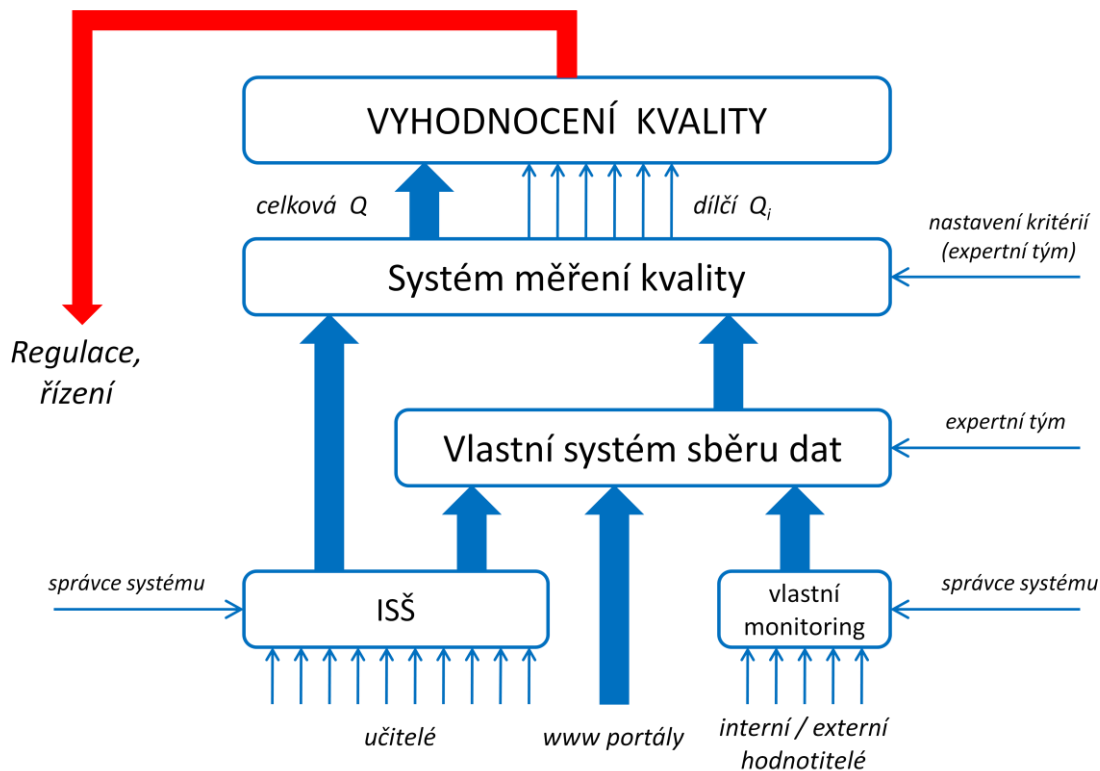 VYHODNOCENÍ KVALITY
celková Q
dílčí Qi
nastavení kritérií
(expertní tým)
Systém měření kvality
Regulace,
řízení
expertní tým
Vlastní systém sběru dat
správce systému
ISŠ
vlastní
monitoring
správce systému
učitelé
www portály
interní / externí
hodnotitelé